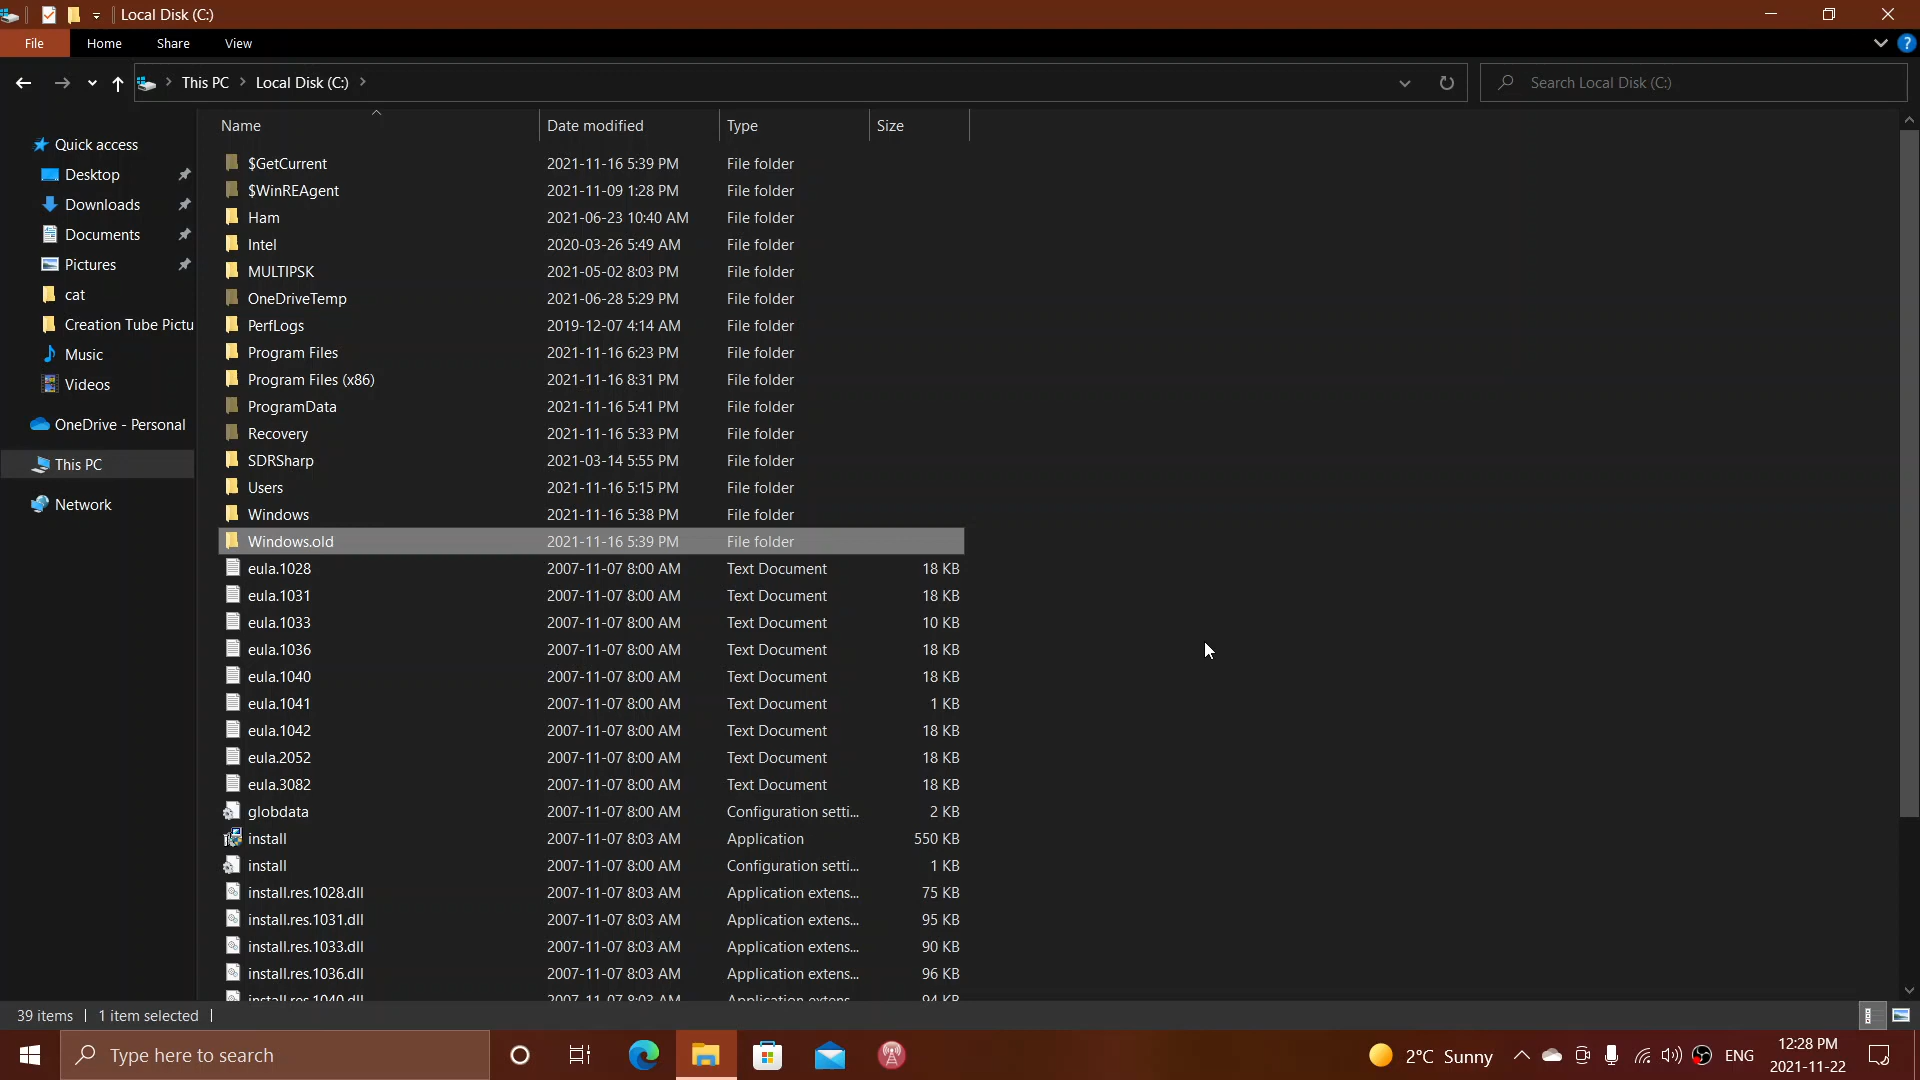 Local Disk (C:)
File Home Share View
This PC Local Disk (C:)
Search Local Disk (C:)
Name Date modified Type Size
Quick access
Desktop
Downloads
Documents
Pictures
cat
Creation Tube Pictu
Music
Videos
OneDrive - Personal
This PC
Network
$GetCurrent 2021-11-16 5:39 PM File folder
$WinREAgent 2021-11-09 1:28 PM File folder
Ham 2021-06-23 10:40 AM File folder
Intel 2020-03-26 5:49 AM File folder
MULTIPSK 2021-05-02 8:03 PM File folder
OneDriveTemp 2021-06-28 5:29 PM File folder
PerfLogs 2019-12-07 4:14 AM File folder
Program Files 2021-11-16 6:23 PM File folder
Program Files (x86) 2021-11-16 8:31 PM File folder
ProgramData 2021-11-16 5:41 PM File folder
Recovery 2021-11-16 5:33 PM File folder
SDRSharp 2021-03-14 5:55 PM File folder
Users 2021-11-16 5:15 PM File folder
Windows 2021-11-16 5:38 PM File folder
Windows.old 2021-11-16 5:39 PM File folder
eula.1028 2007-11-07 8:00 AM Text Document 18 KB
eula.1031 2007-11-07 8:00 AM Text Document 18 KB
eula.1033 2007-11-07 8:00 AM Text Document 10 KB
eula.1036 2007-11-07 8:00 AM Text Document 18 KB
eula.1040 2007-11-07 8:00 AM Text Document 18 KB
eula.1041 2007-11-07 8:00 AM Text Document 1 KB
eula.1042 2007-11-07 8:00 AM Text Document 18 KB
eula.2052 2007-11-07 8:00 AM Text Document 18 KB
eula.3082 2007-11-07 8:00 AM Text Document 18 KB
globdata 2007-11-07 8:00 AM Configuration setti... 2 KB
install 2007-11-07 8:03 AM Application 550 KB
install 2007-11-07 8:00 AM Configuration setti... 1 KB
install.res.1028.dll 2007-11-07 8:03 AM Application extens... 75 KB
install.res.1031.dll 2007-11-07 8:03 AM Application extens... 95 KB
install.res.1033.dll 2007-11-07 8:03 AM Application extens... 90 KB
install.res.1036.dll 2007-11-07 8:03 AM Application extens... 96 KB
install.res.1040.dll 2007-11-07 8:03 AM Application extens... 94 KB
39 items 1 item selected
Type here to search
2°C Sunny
ENG
12:28 PM
2021-11-22